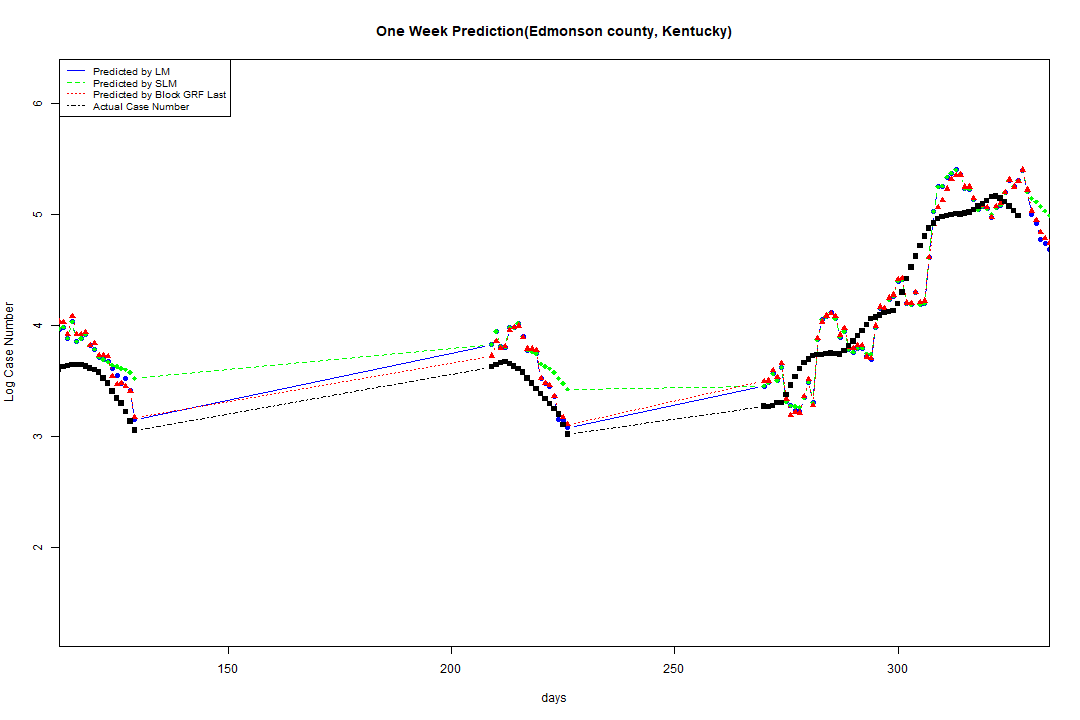 One Week Prediction(Edmonson county, Kentucky)
Predicted by LM
Predicted by SLM
Predicted by Block GRF Last
Actual Case Number
6
5
4
3
2
Log Case Number
150 200 250 300
days